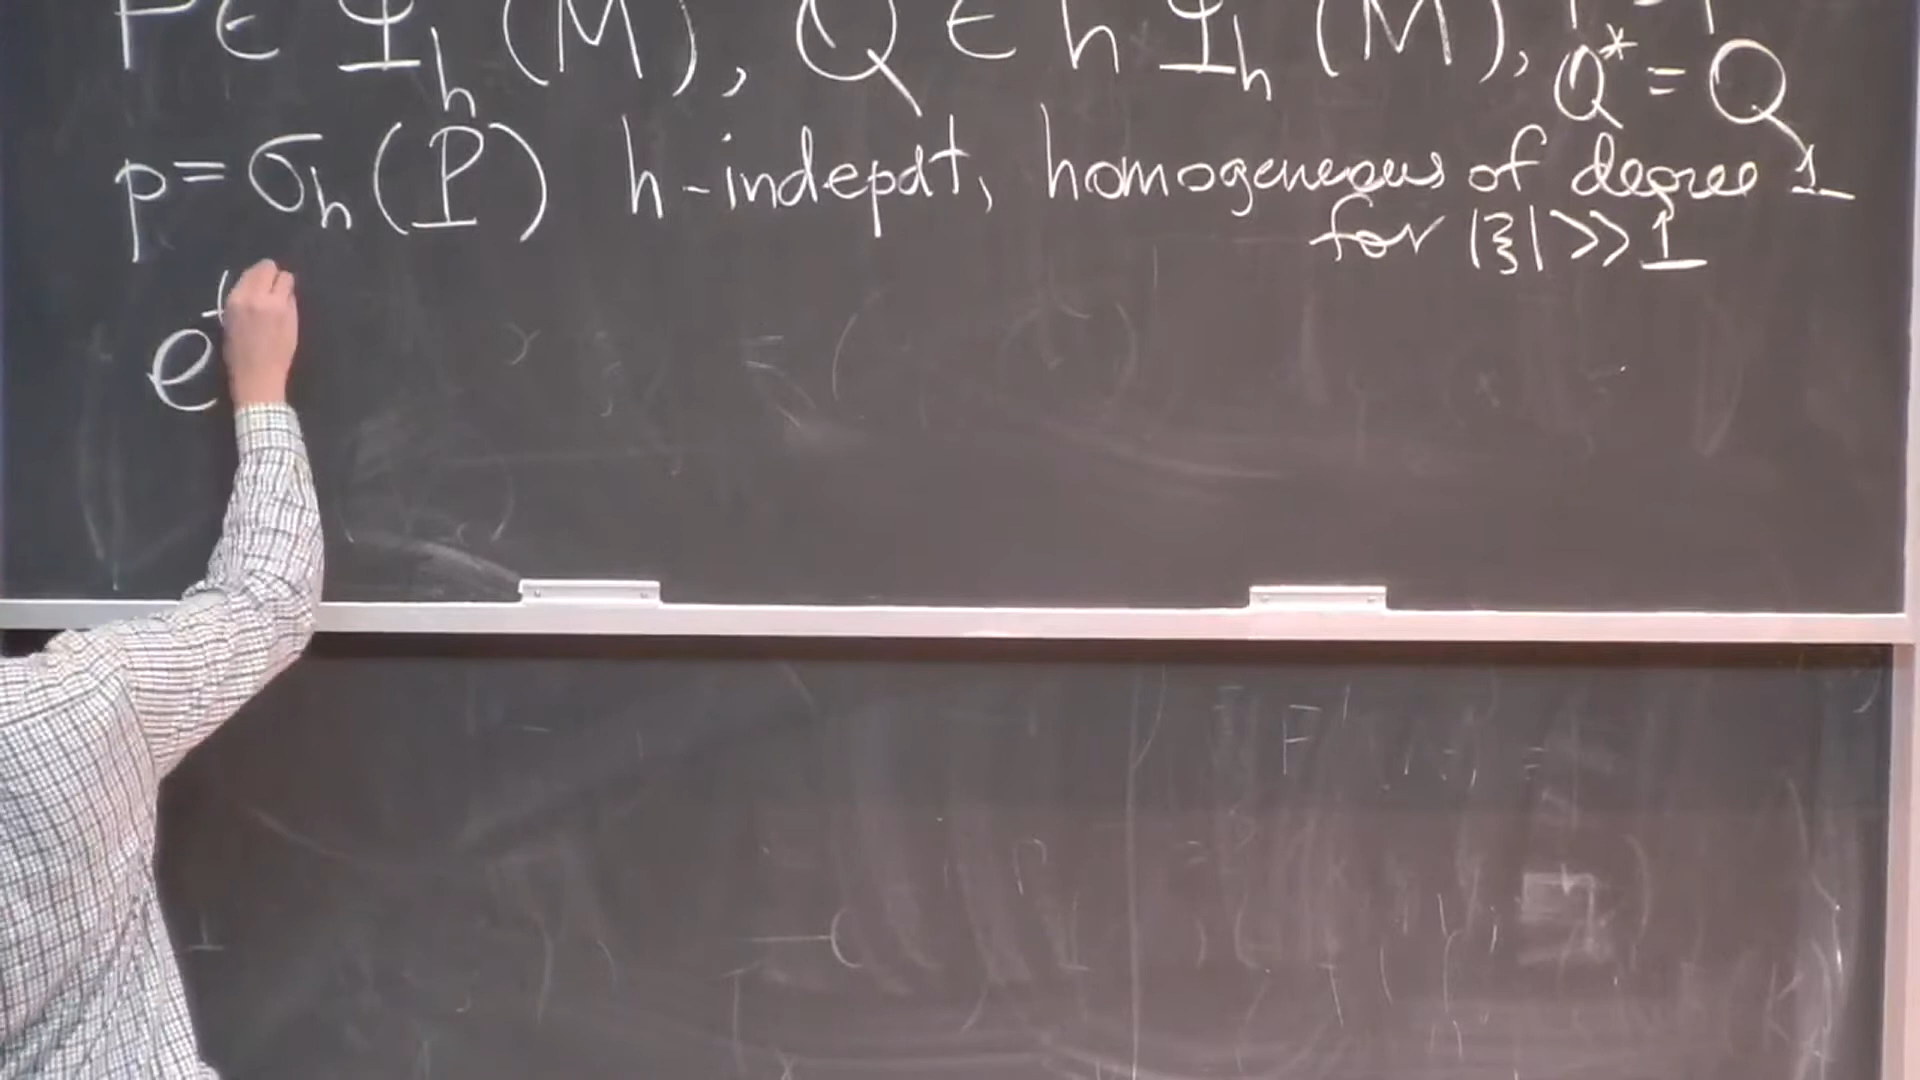 P ∈ Ψ_h (M), Q ∈ h Ψ_h (M),
Q* = Q
p = σ_h (P) h-indepdt, homogeneous of degree 1
for |ξ| >> 1
e^t